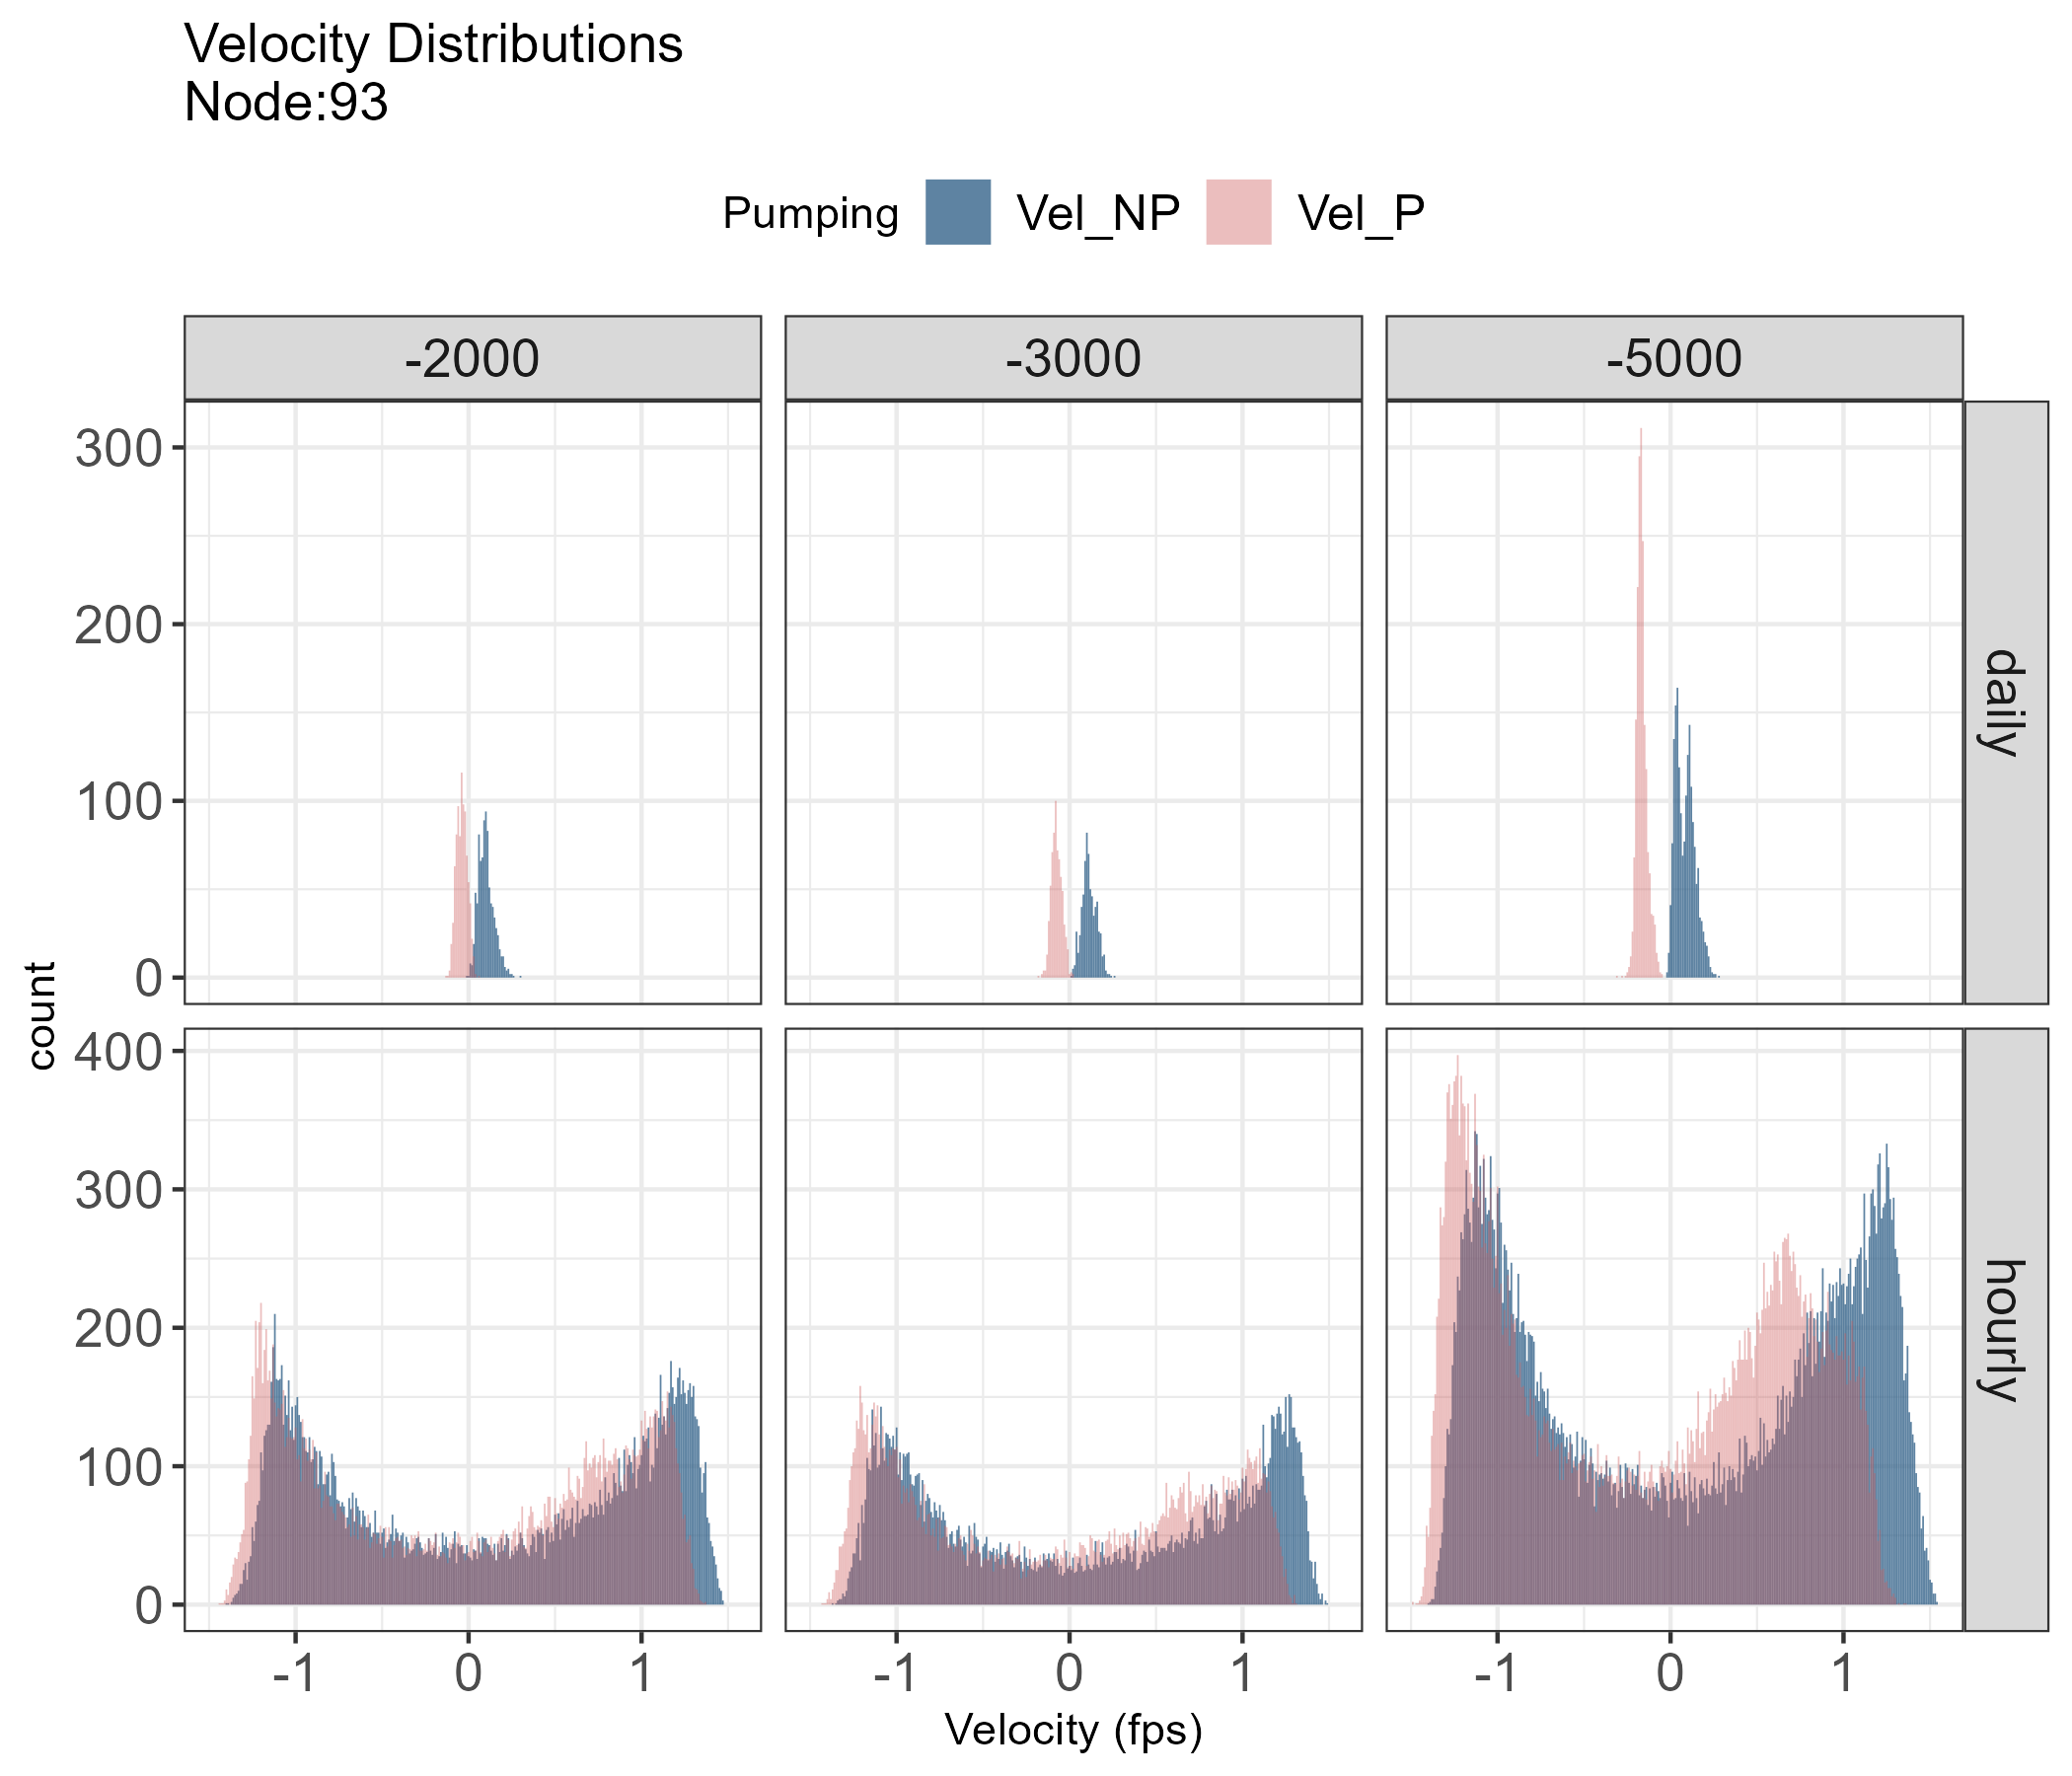 Velocity Distributions
Node:93
Pumping Vel_NP Vel_P
-2000 -3000 -5000
300
200
100
0
daily
count
400
300
200
100
0
hourly
-1 0 1 -1 0 1 -1 0 1
Velocity (fps)